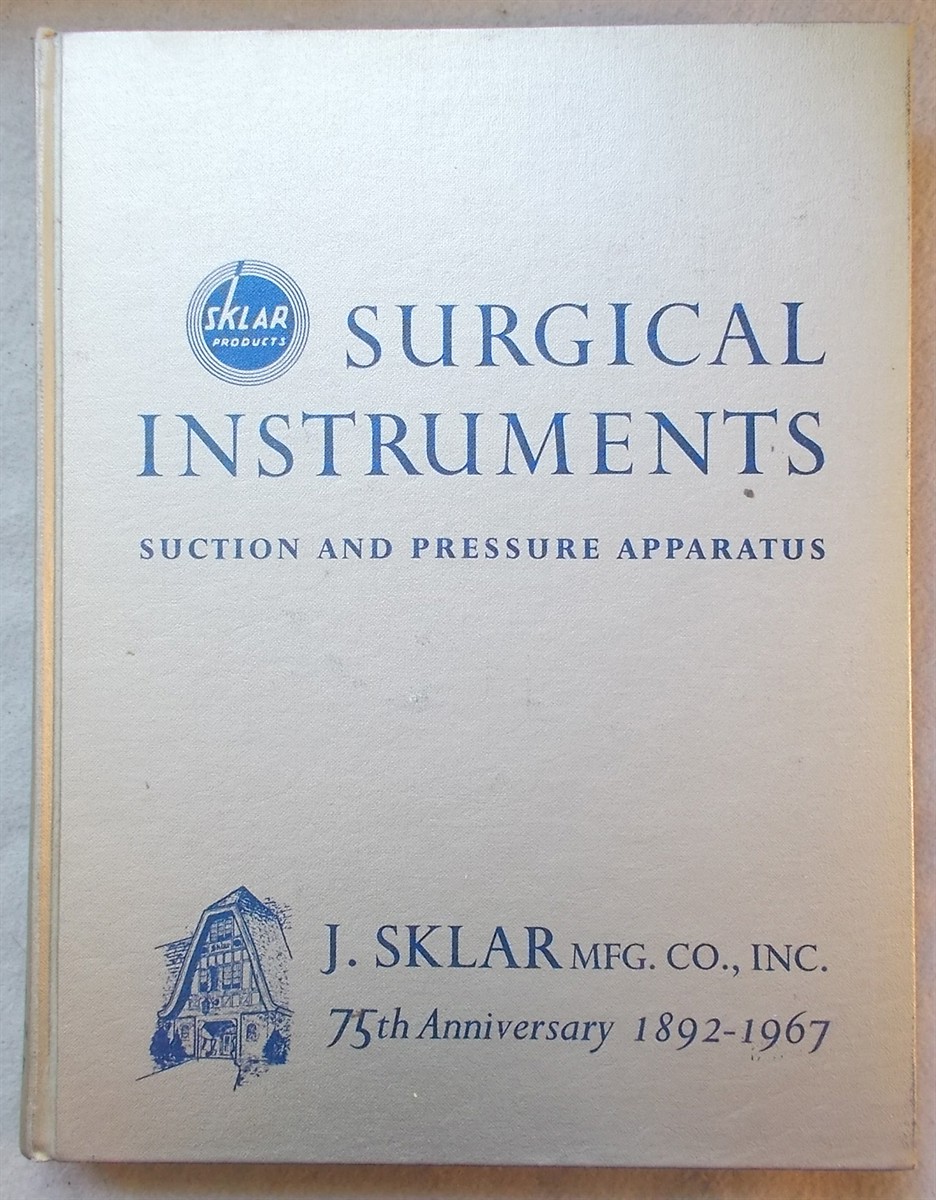 SKLAR
PRODUCTS
SURGICAL
INSTRUMENTS
SUCTION AND PRESSURE APPARATUS
J. SKLAR MFG. CO., INC.
75th Anniversary 1892-1967